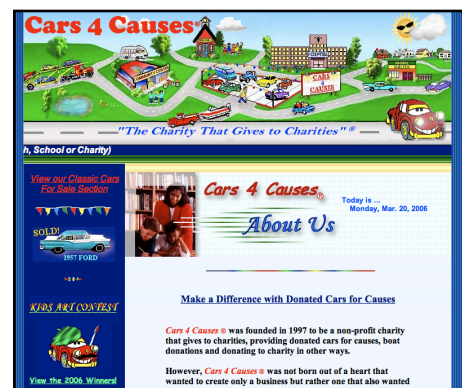 Cars 4 Causes®
CARS
CAUSES
"The Charity That Gives to Charities"®
h, School or Charity)
View our Classic Cars
For Sale Section
SOLD!
1957 FORD
KIDS ART CONTEST
View the 2006 Winners!
Cars 4 Causes®
About Us
Today is ...
Monday, Mar. 20, 2006
Make a Difference with Donated Cars for Causes
Cars 4 Causes ® was founded in 1997 to be a non-profit charity
that gives to charities, providing donated cars for causes, boat
donations and donating to charity in other ways.
However, Cars 4 Causes ® was not born out of a heart that
wanted to create only a business but rather one that also wanted